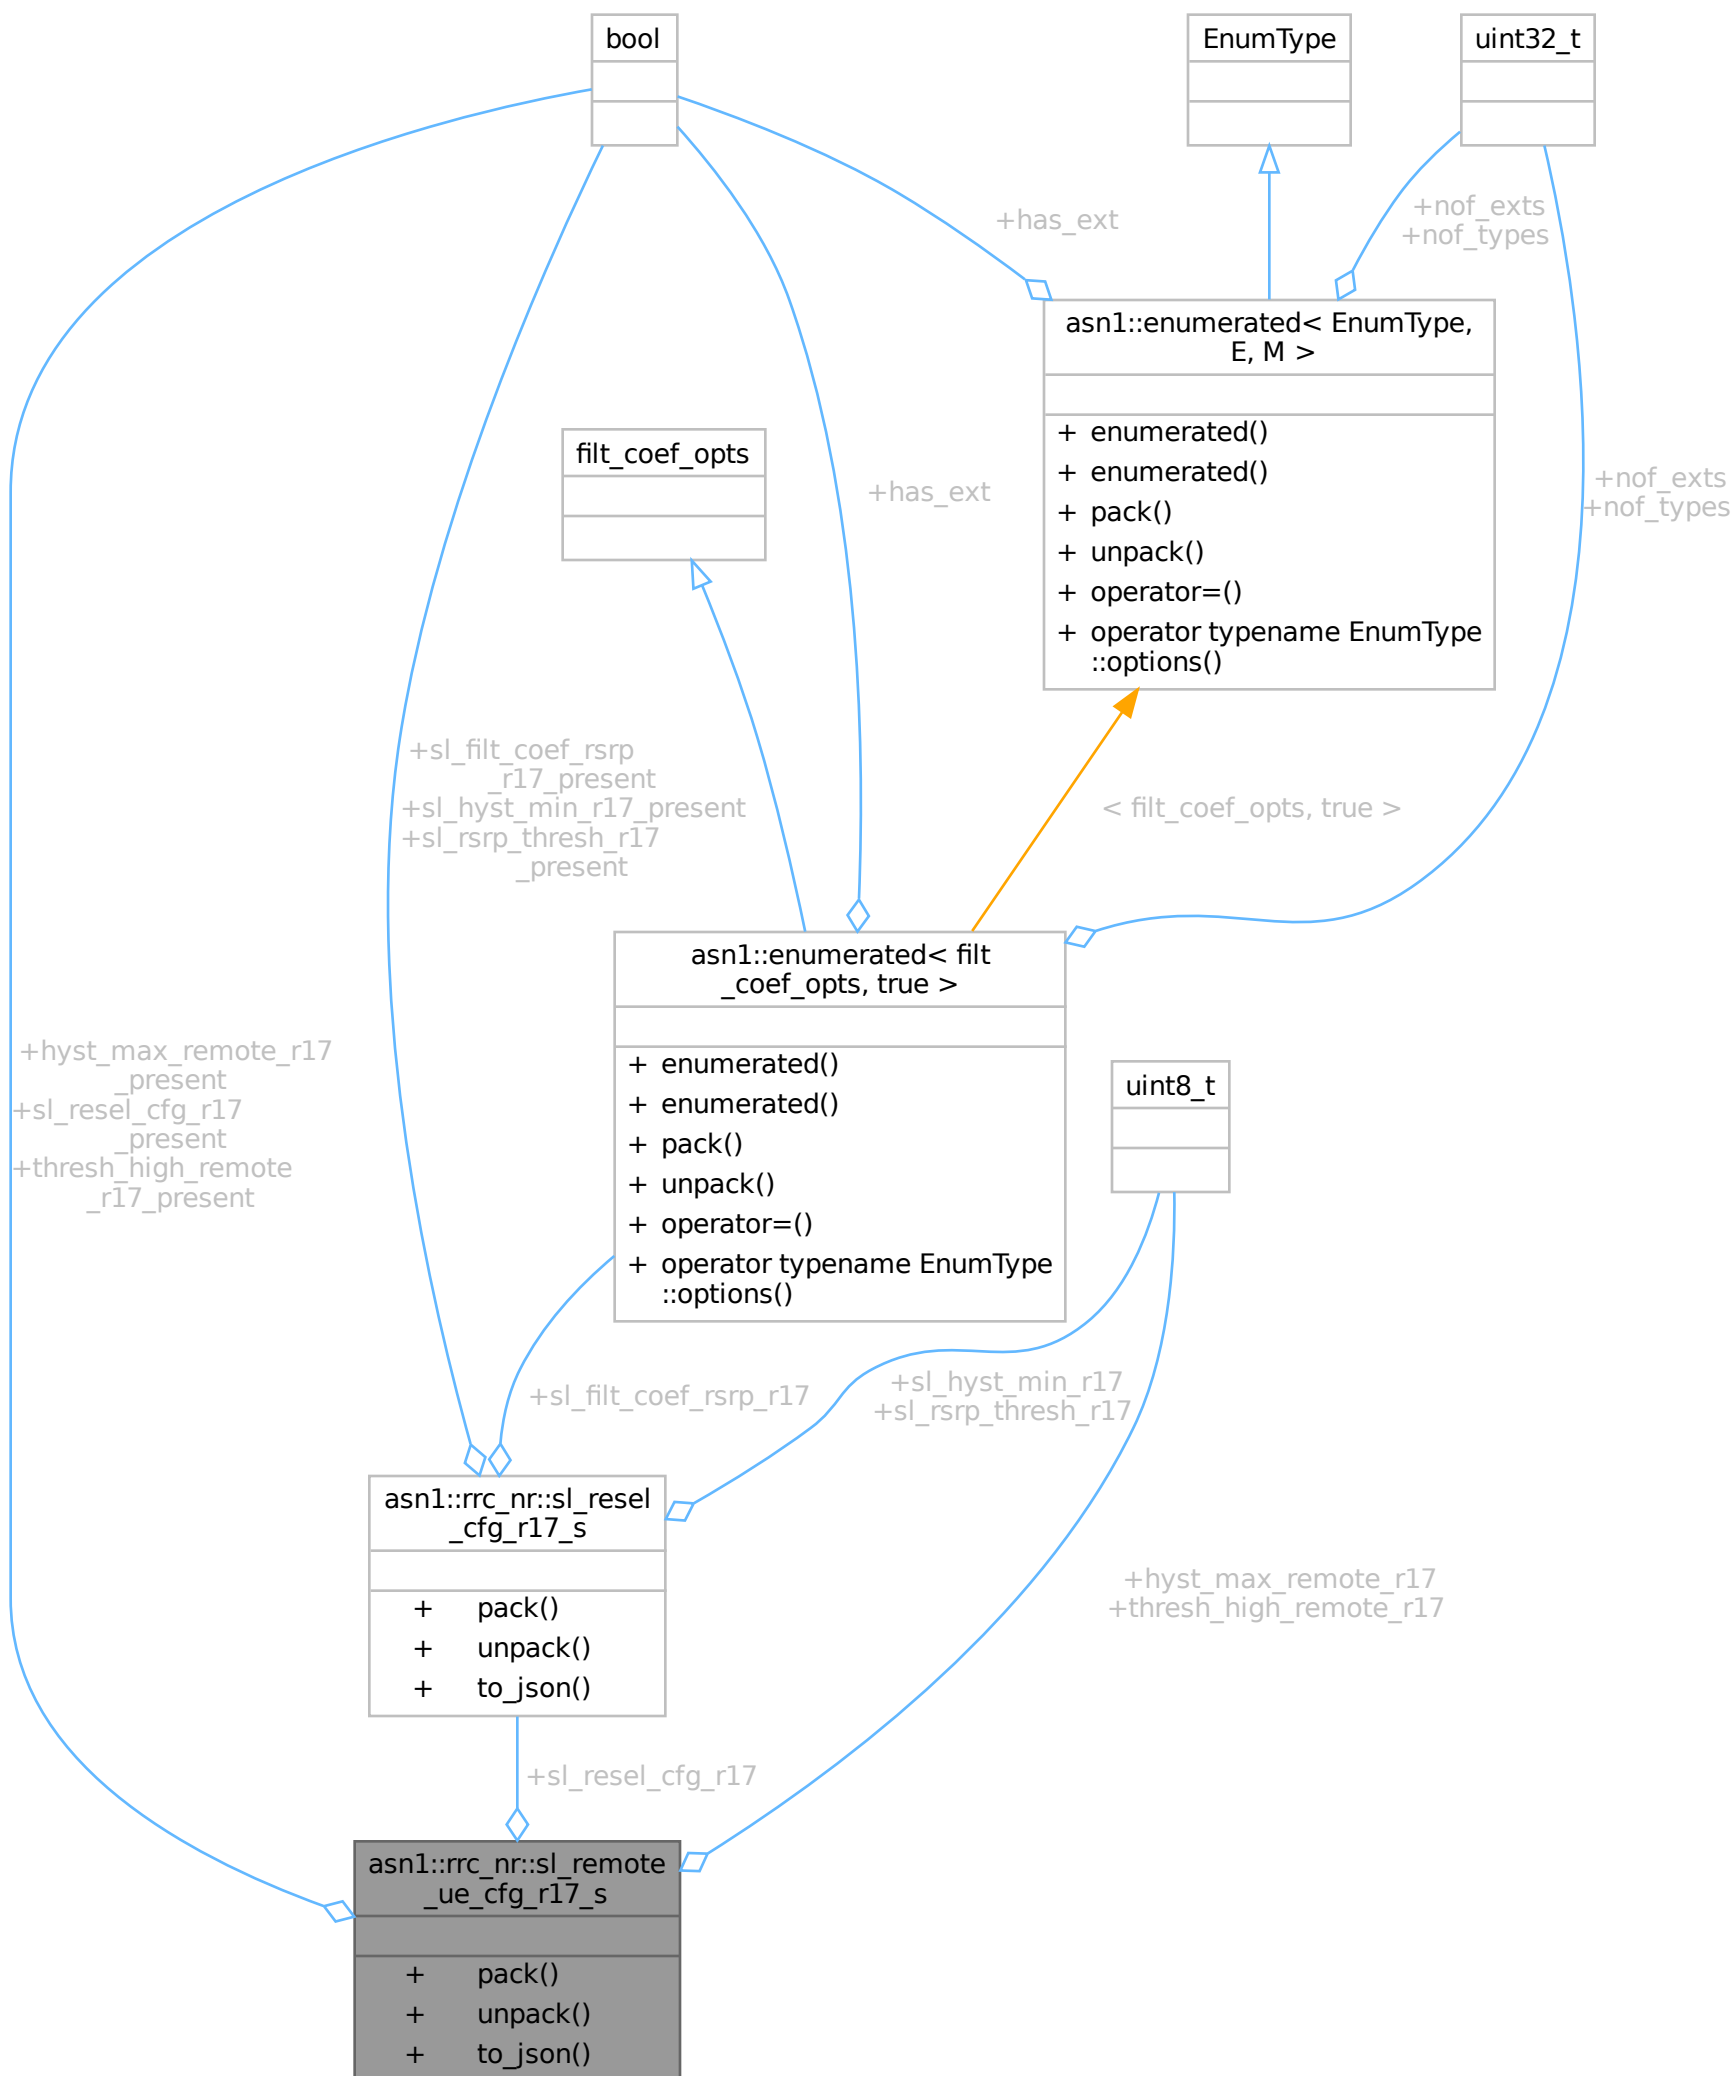 bool
EnumType
uint32_t
+nof_exts
+nof_types
+has_ext
asn1::enumerated< EnumType,
E, M >
+ enumerated()
+ enumerated()
+ pack()
+ unpack()
+ operator=()
+ operator typename EnumType
::options()
filt_coef_opts
+has_ext
+nof_exts
+nof_types
+sl_filt_coef_rsrp
_r17_present
+sl_hyst_min_r17_present
+sl_rsrp_thresh_r17
_present
< filt_coef_opts, true >
asn1::enumerated< filt
_coef_opts, true >
+ enumerated()
+ enumerated()
+ pack()
+ unpack()
+ operator=()
+ operator typename EnumType
::options()
+hyst_max_remote_r17
_present
+sl_resel_cfg_r17
_present
+thresh_high_remote
_r17_present
uint8_t
+sl_filt_coef_rsrp_r17
+sl_hyst_min_r17
+sl_rsrp_thresh_r17
asn1::rrc_nr::sl_resel
_cfg_r17_s
+ pack()
+ unpack()
+ to_json()
+hyst_max_remote_r17
+thresh_high_remote_r17
+sl_resel_cfg_r17
asn1::rrc_nr::sl_remote
_ue_cfg_r17_s
+ pack()
+ unpack()
+ to_json()